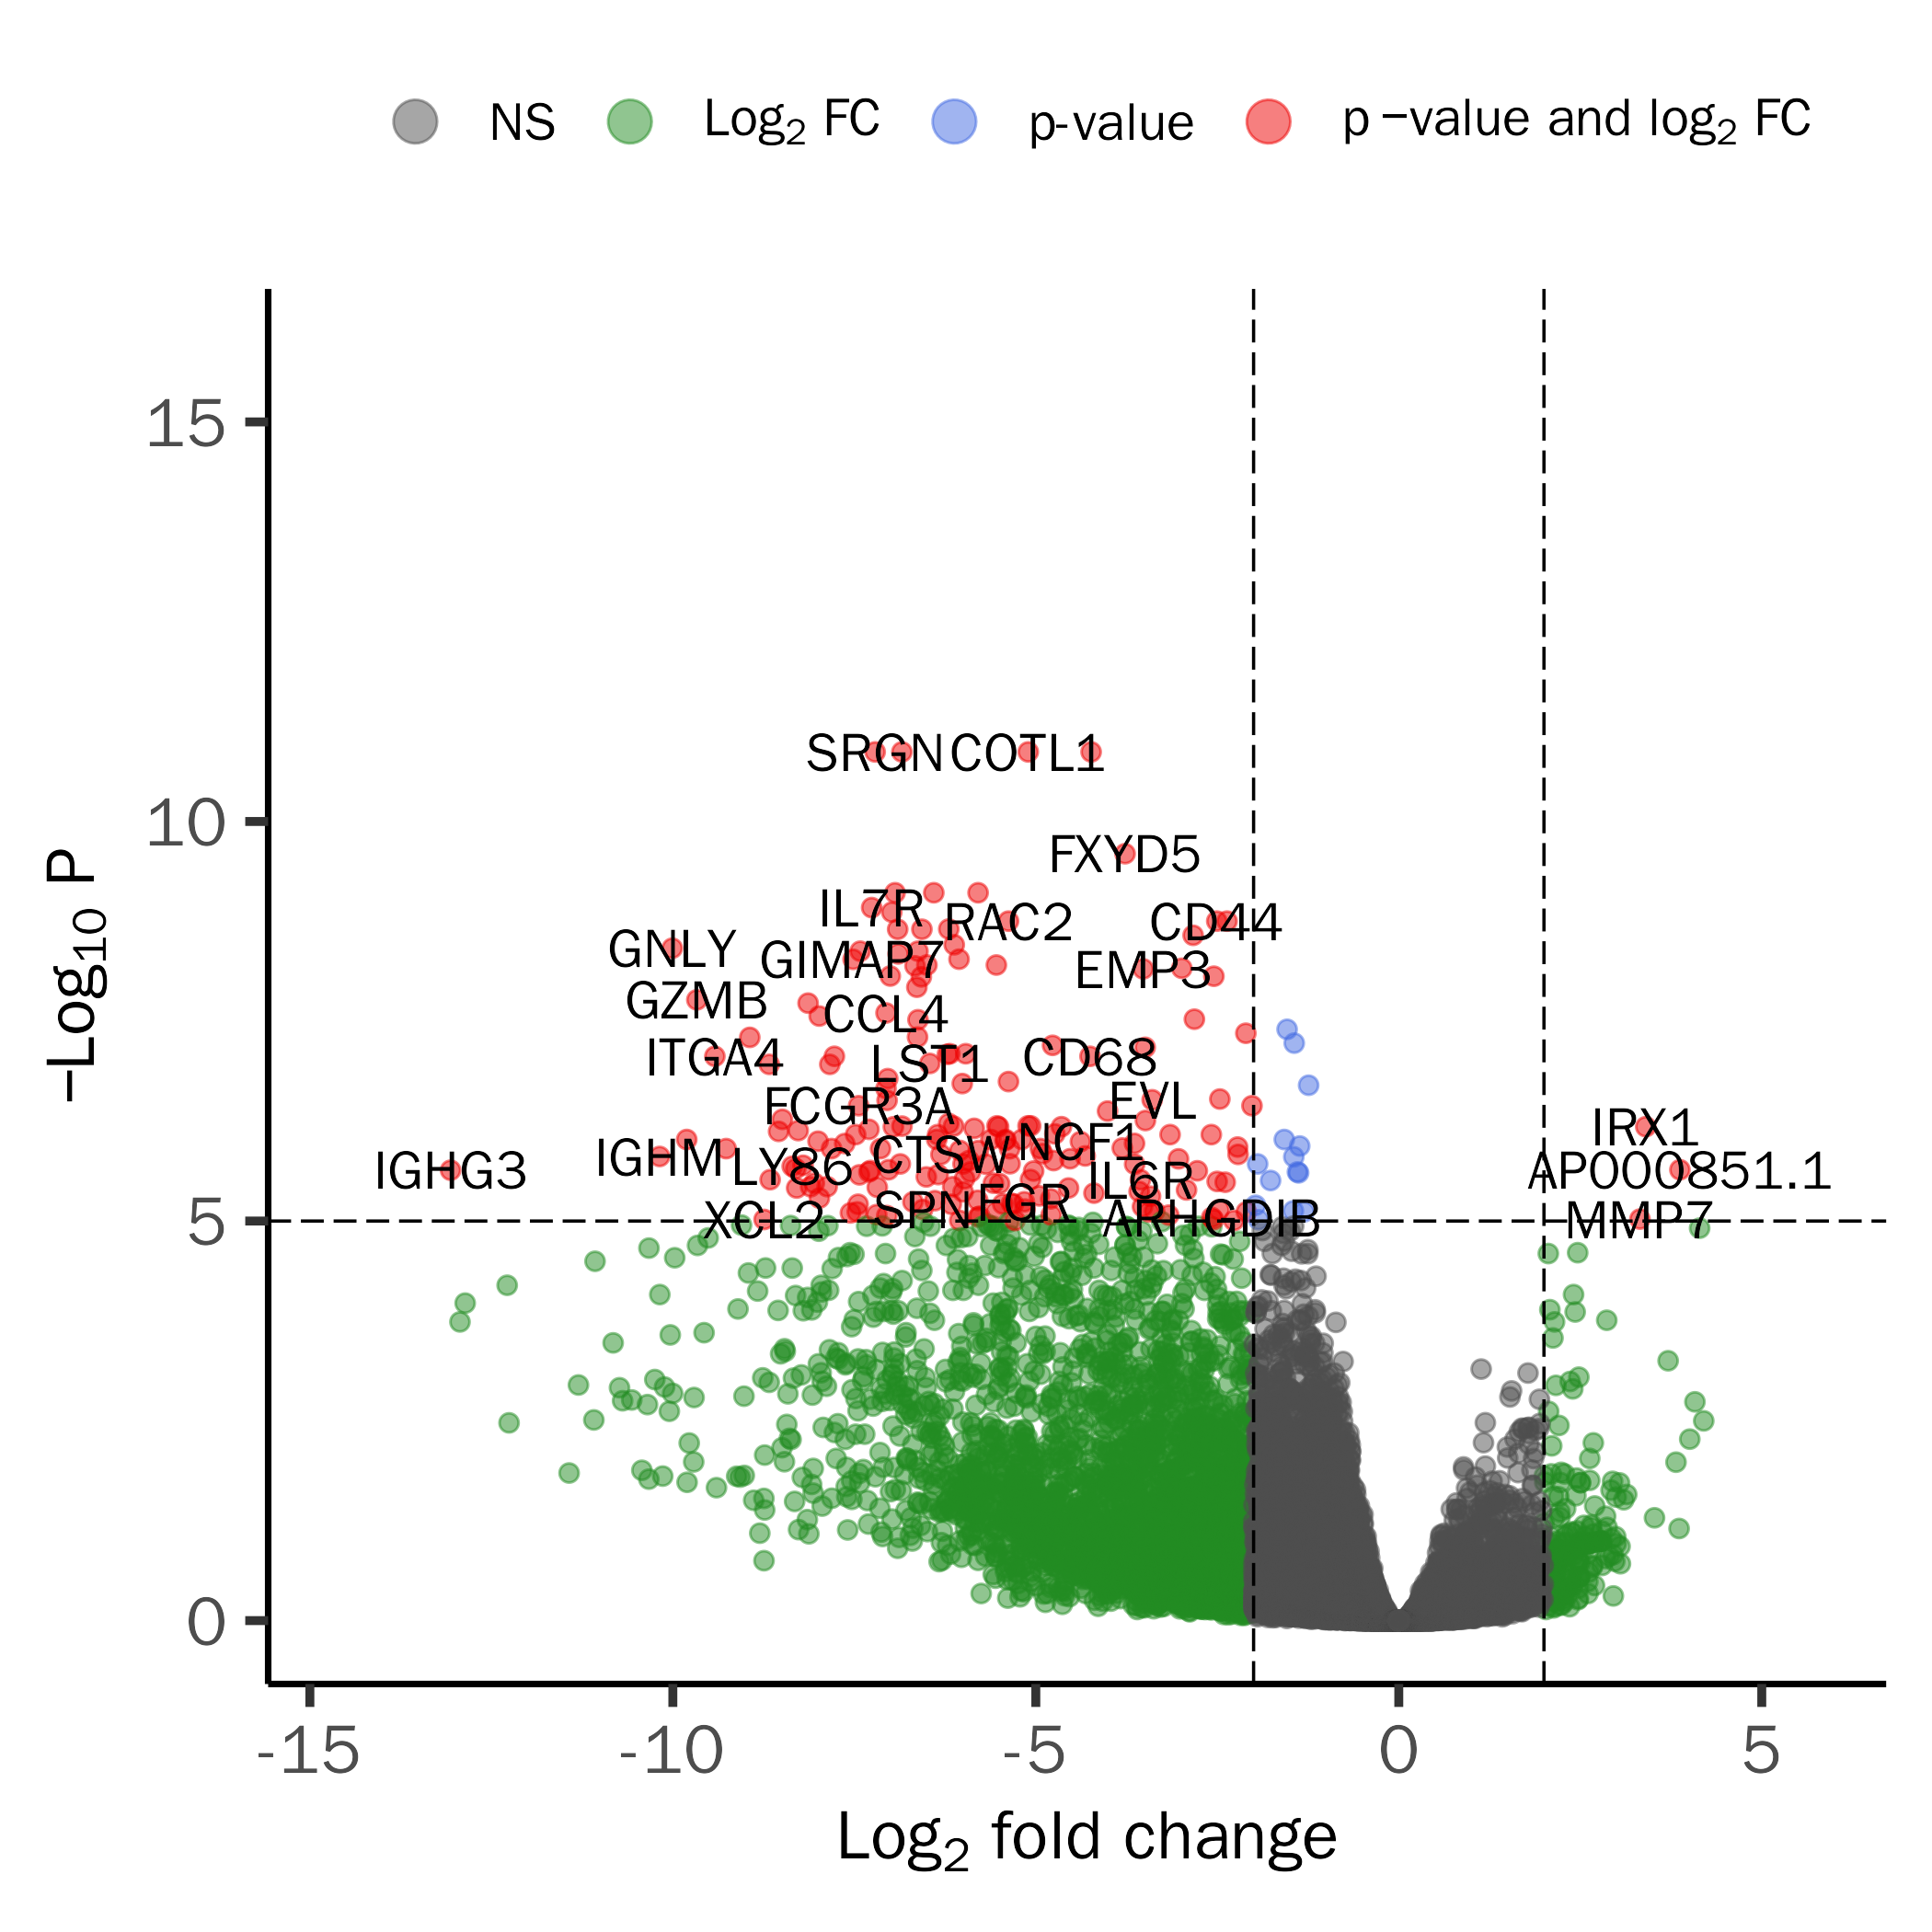 NS Log2 FC p-value p −value and log2 FC
15
10
5
0
−Log10 P
SRGN COTL1
FXYD5
IL7R RAC2 CD44
GNLY GIMAP7 EMP3
GZMB CCL4
ITGA4 LST1 CD68
FCGR3A EVL
IRX1
IGHG3 IGHM LY86 CTSW NCF1 IL6R AP000851.1
XCL2 SPN FGR ARHGDIB MMP7
-15 -10 -5 0 5
Log2 fold change